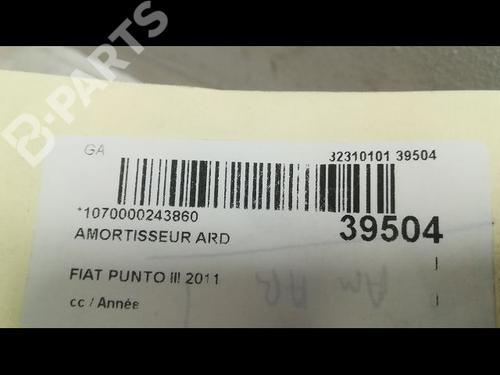 B-PARTS
GA
32310101 39504
*1070000243860
39504
AMORTISSEUR ARD
FIAT PUNTO III 2011
cc / Année